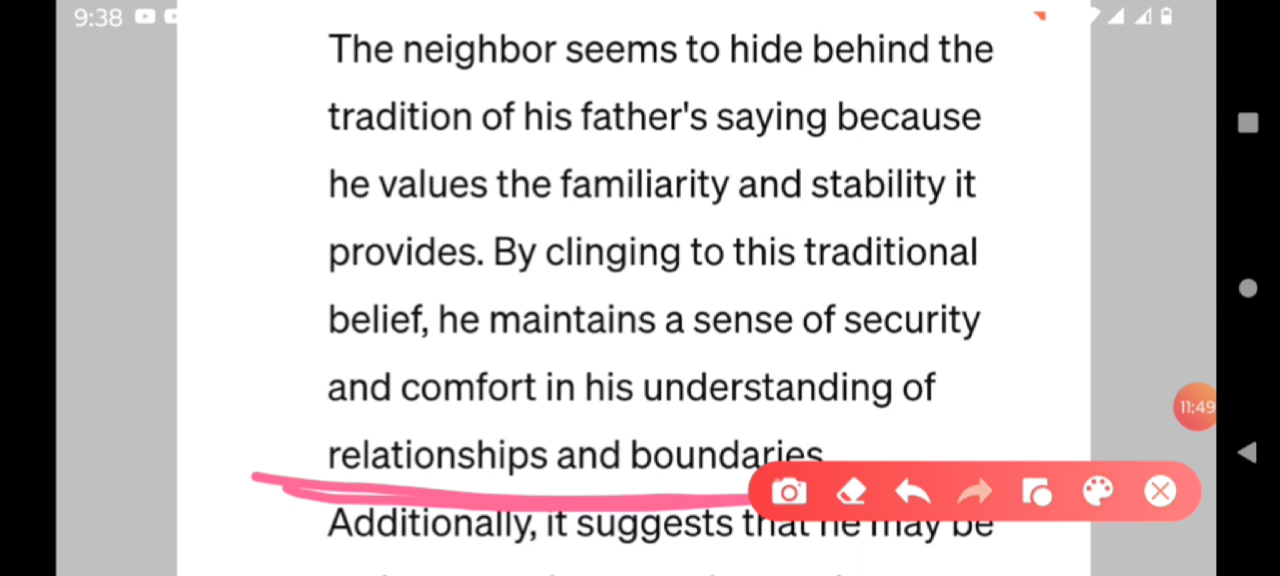 9:38
The neighbor seems to hide behind the
tradition of his father's saying because
he values the familiarity and stability it
provides. By clinging to this traditional
belief, he maintains a sense of security
and comfort in his understanding of
11:49
relationships and boundaries
Additionally, it suggests that he may be